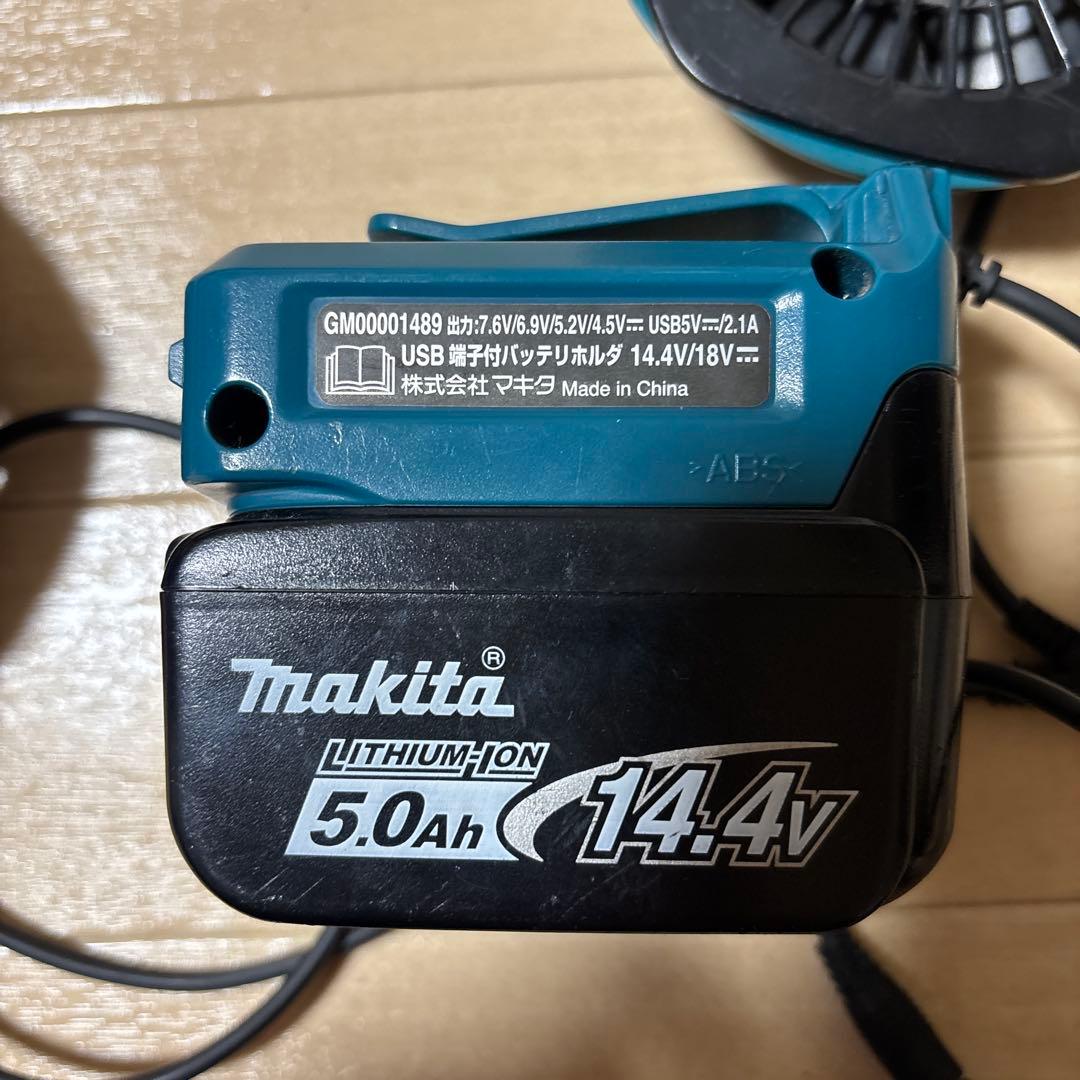 GM00001489 出力:7.6V/6.9V/5.2V/4.5V⎓ USB5V⎓/2.1A
USB 端子付バッテリホルダ 14.4V/18V⎓
株式会社マキタ Made in China
>ABS<
makita®
LITHIUM-ION
5.0Ah
14.4V